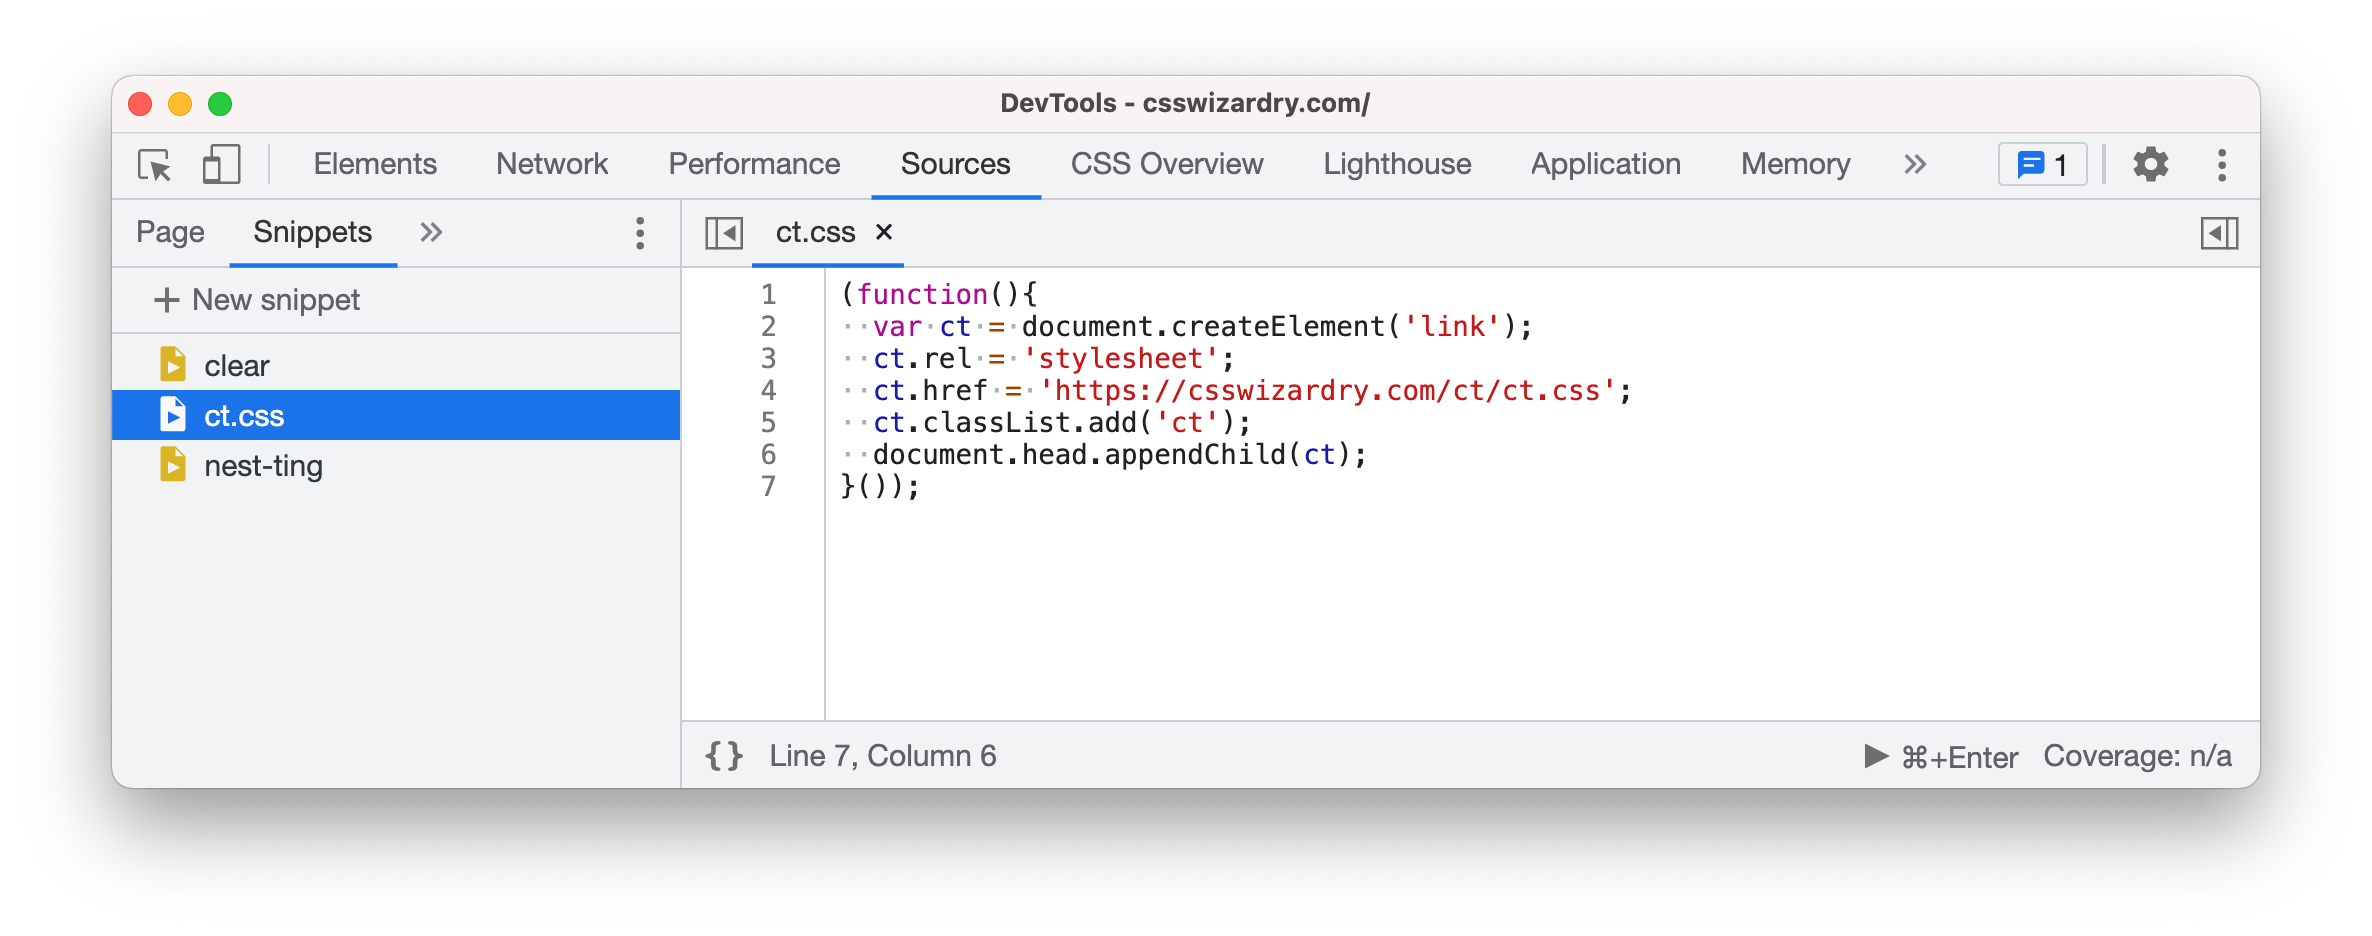 DevTools - csswizardry.com/
Elements Network Performance Sources CSS Overview Lighthouse Application Memory » 1
Page Snippets »
ct.css ×
+ New snippet
clear
ct.css
nest-ting
1 (function(){
2   var ct = document.createElement('link');
3   ct.rel = 'stylesheet';
4   ct.href = 'https://csswizardry.com/ct/ct.css';
5   ct.classList.add('ct');
6   document.head.appendChild(ct);
7 }());
{} Line 7, Column 6
▶ ⌘+Enter Coverage: n/a